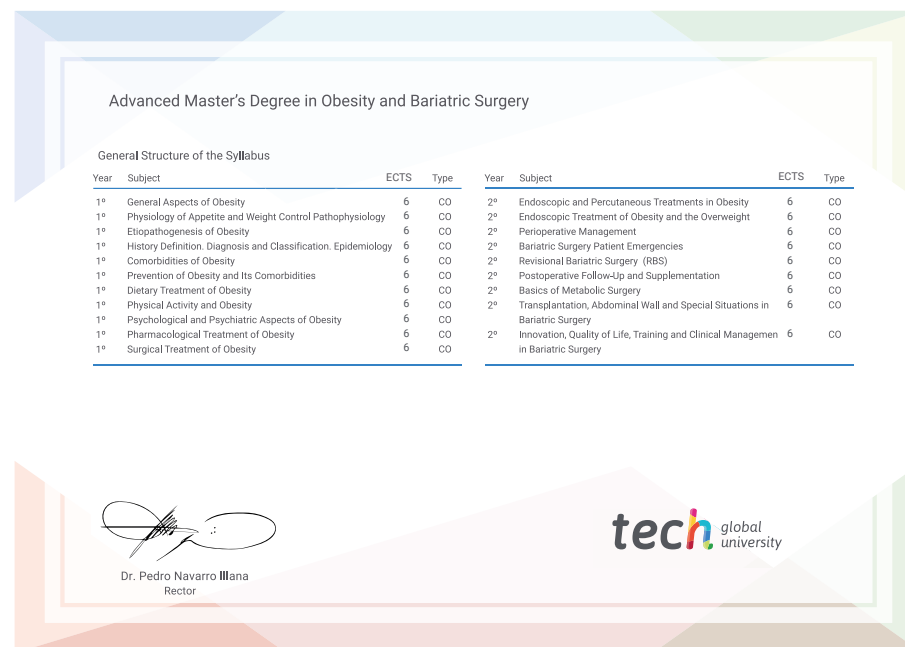 Advanced Master's Degree in Obesity and Bariatric Surgery
General Structure of the Syllabus
Year Subject ECTS Type
1º General Aspects of Obesity 6 CO
1º Physiology of Appetite and Weight Control Pathophysiology 6 CO
1º Etiopathogenesis of Obesity 6 CO
1º History Definition. Diagnosis and Classification. Epidemiology 6 CO
1º Comorbidities of Obesity 6 CO
1º Prevention of Obesity and Its Comorbidities 6 CO
1º Dietary Treatment of Obesity 6 CO
1º Physical Activity and Obesity 6 CO
1º Psychological and Psychiatric Aspects of Obesity 6 CO
1º Pharmacological Treatment of Obesity 6 CO
1º Surgical Treatment of Obesity 6 CO
Year Subject ECTS Type
2º Endoscopic and Percutaneous Treatments in Obesity 6 CO
2º Endoscopic Treatment of Obesity and the Overweight 6 CO
2º Perioperative Management 6 CO
2º Bariatric Surgery Patient Emergencies 6 CO
2º Revisional Bariatric Surgery (RBS) 6 CO
2º Postoperative Follow-Up and Supplementation 6 CO
2º Basics of Metabolic Surgery 6 CO
2º Transplantation, Abdominal Wall and Special Situations in 6 CO
Bariatric Surgery
2º Innovation, Quality of Life, Training and Clinical Managemen 6 CO
in Bariatric Surgery
Dr. Pedro Navarro Illana
Rector
tech global
university